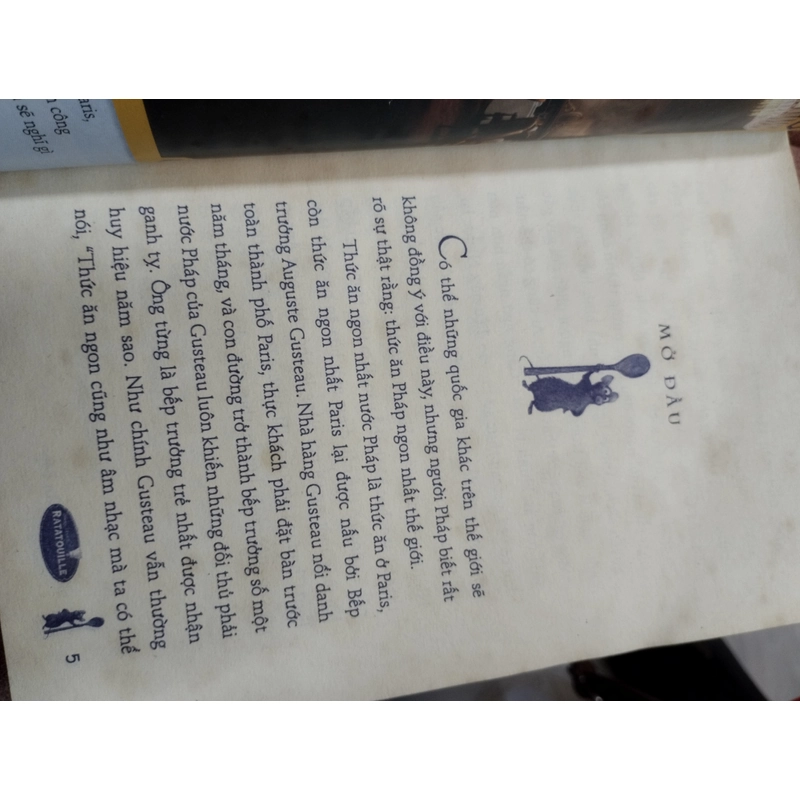 aris,
công
sẽ nghĩ gì
MỞ ĐẦU
Có thể những quốc gia khác trên thế giới sẽ
không đồng ý với điều này, nhưng người Pháp biết rất
rõ sự thật rằng: thức ăn Pháp ngon nhất thế giới.
Thức ăn ngon nhất nước Pháp là thức ăn ở Paris,
còn thức ăn ngon nhất Paris lại được nấu bởi Bếp
trưởng Auguste Gusteau. Nhà hàng Gusteau nổi danh
toàn thành phố Paris, thực khách phải đặt bàn trước
năm tháng, và con đường trở thành bếp trưởng số một
nước Pháp của Gusteau luôn khiến những đối thủ phải
ganh tỵ. Ông từng là bếp trưởng trẻ nhất được nhận
huy hiệu năm sao. Như chính Gusteau vẫn thường
nói, "Thức ăn ngon cũng như âm nhạc mà ta có thể
RATATOUILLE
5